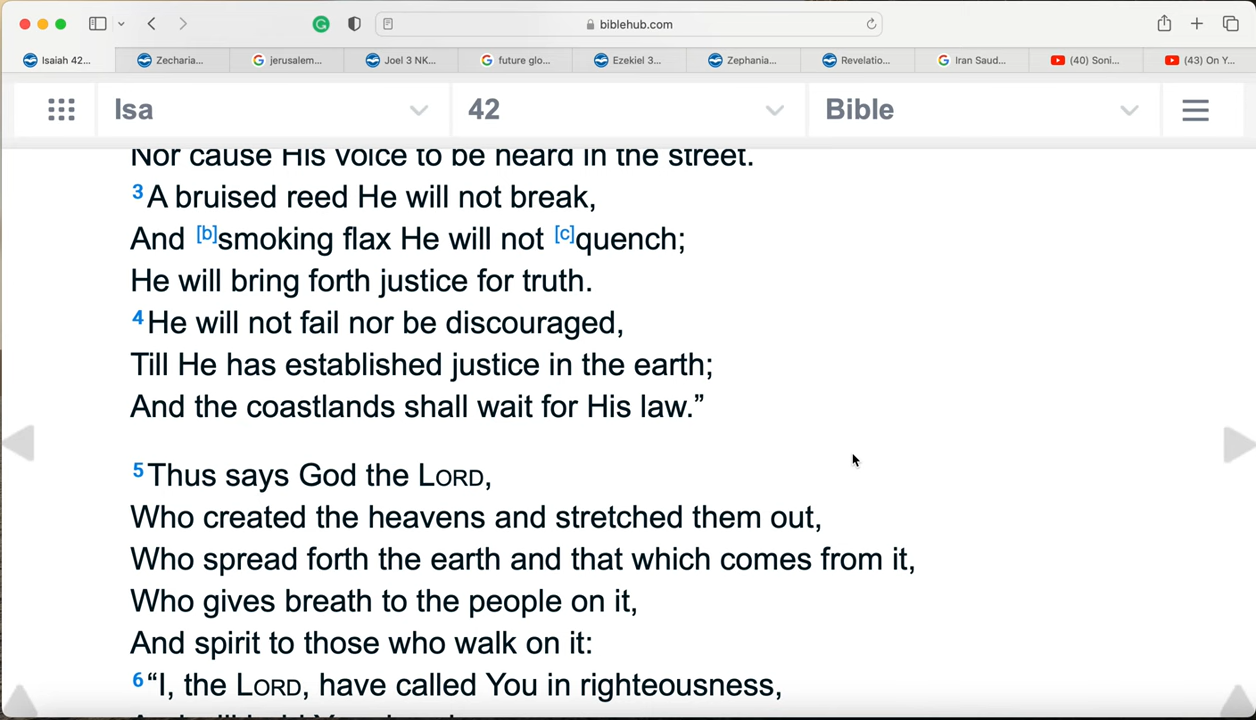 biblehub.com
Isaiah 42...
Zecharia...
jerusalem...
Joel 3 NK...
future glo...
Ezekiel 3...
Zephania...
Revelatio...
Iran Saud...
(40) Soni...
(43) On Y...
Isa
42
Bible
Nor cause His voice to be heard in the street.
3 A bruised reed He will not break,
And [b]smoking flax He will not [c]quench;
He will bring forth justice for truth.
4 He will not fail nor be discouraged,
Till He has established justice in the earth;
And the coastlands shall wait for His law.”
5 Thus says God the LORD,
Who created the heavens and stretched them out,
Who spread forth the earth and that which comes from it,
Who gives breath to the people on it,
And spirit to those who walk on it:
6 “I, the LORD, have called You in righteousness,